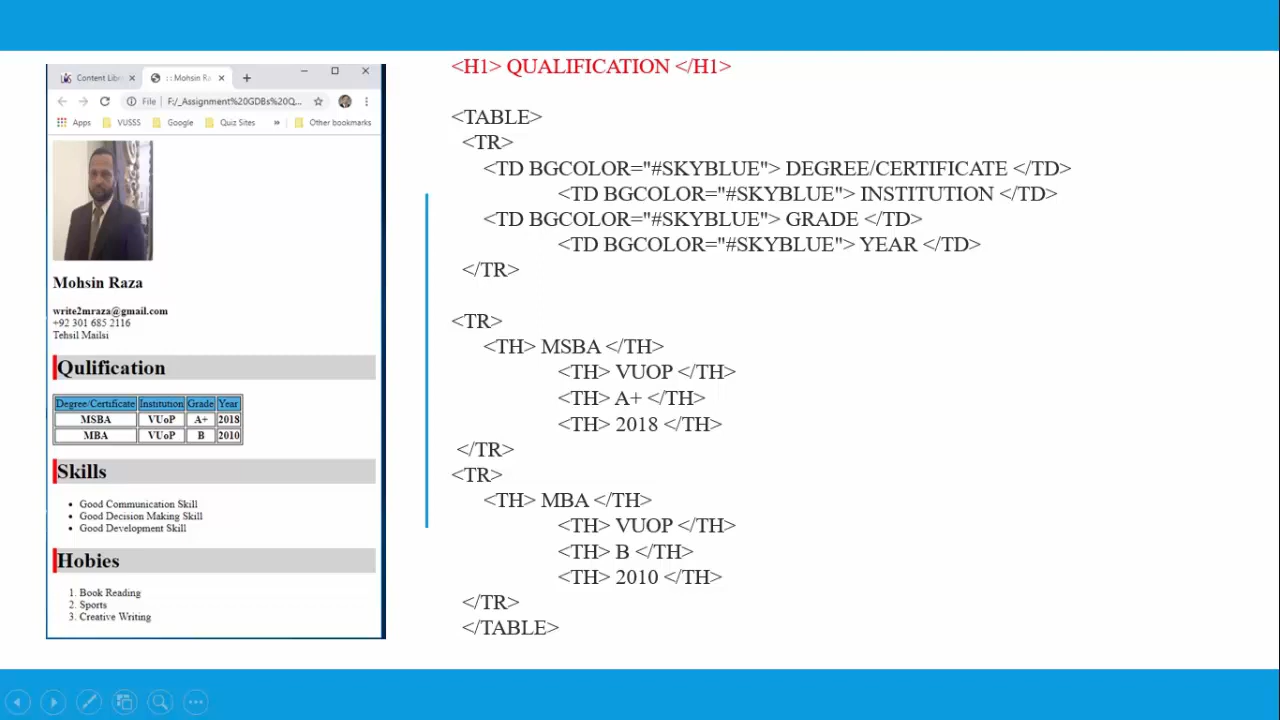 Content Libr
: : Mohsin Ra
File | F:/_Assignment%20GDBs%20Q...
Apps VUSSS Google Quiz Sites » Other bookmarks
Mohsin Raza
write2mraza@gmail.com
+92 301 685 2116
Tehsil Mailsi
Qulification
Degree/Certificate Institution Grade Year
MSBA VUoP A+ 2018
MBA VUoP B 2010
Skills
• Good Communication Skill
• Good Decision Making Skill
• Good Development Skill
Hobies
1. Book Reading
2. Sports
3. Creative Writing
<H1> QUALIFICATION </H1>
<TABLE>
<TR>
<TD BGCOLOR="#SKYBLUE"> DEGREE/CERTIFICATE </TD>
<TD BGCOLOR="#SKYBLUE"> INSTITUTION </TD>
<TD BGCOLOR="#SKYBLUE"> GRADE </TD>
<TD BGCOLOR="#SKYBLUE"> YEAR </TD>
</TR>
<TR>
<TH> MSBA </TH>
<TH> VUOP </TH>
<TH> A+ </TH>
<TH> 2018 </TH>
</TR>
<TR>
<TH> MBA </TH>
<TH> VUOP </TH>
<TH> B </TH>
<TH> 2010 </TH>
</TR>
</TABLE>